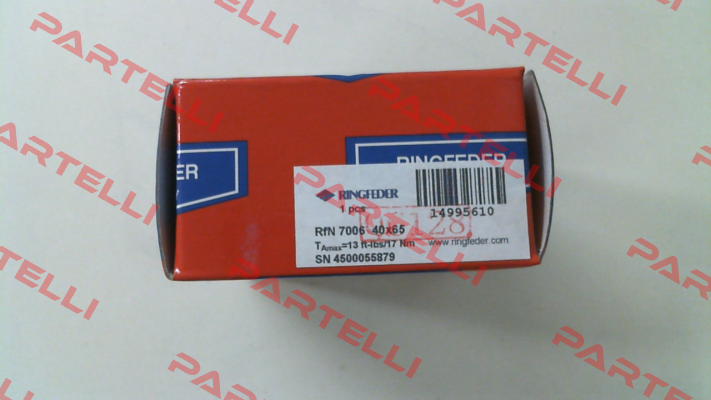 PARTELLI
PARTELLI
PARTELLI
PARTELLI
PARTELLI
PARTELLI
PARTELLI
PARTELLI
ER
RINGFEDER
RINGFEDER
1 pcs
14995610
128
RfN 7006 40x65
TAmax=13 ft-lbs/17 Nm www.ringfeder.com
SN 4500055879